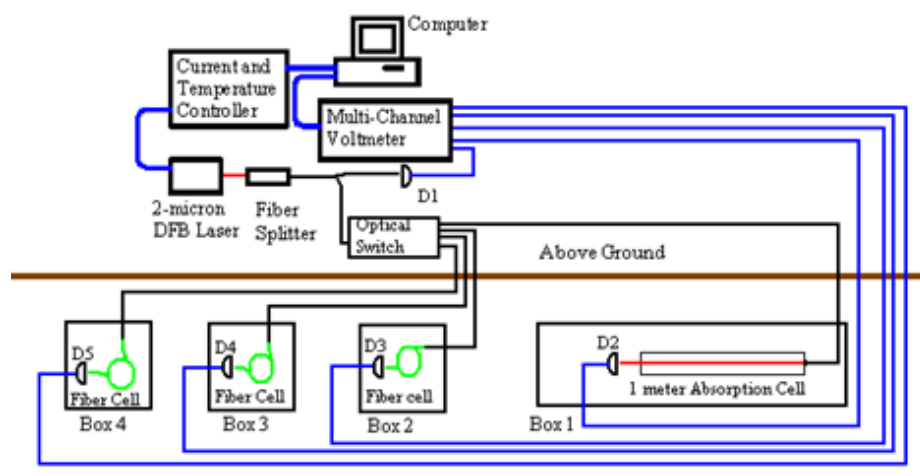 Computer
Current and
Temperature
Controller
Multi-Channel
Voltmeter
D1
2-micron
DFB Laser
Fiber
Splitter
Optical
Switch
Above Ground
D5
Fiber Cell
Box 4
D4
Fiber Cell
Box 3
D3
Fiber cell
Box 2
D2
1 meter Absorption Cell
Box 1